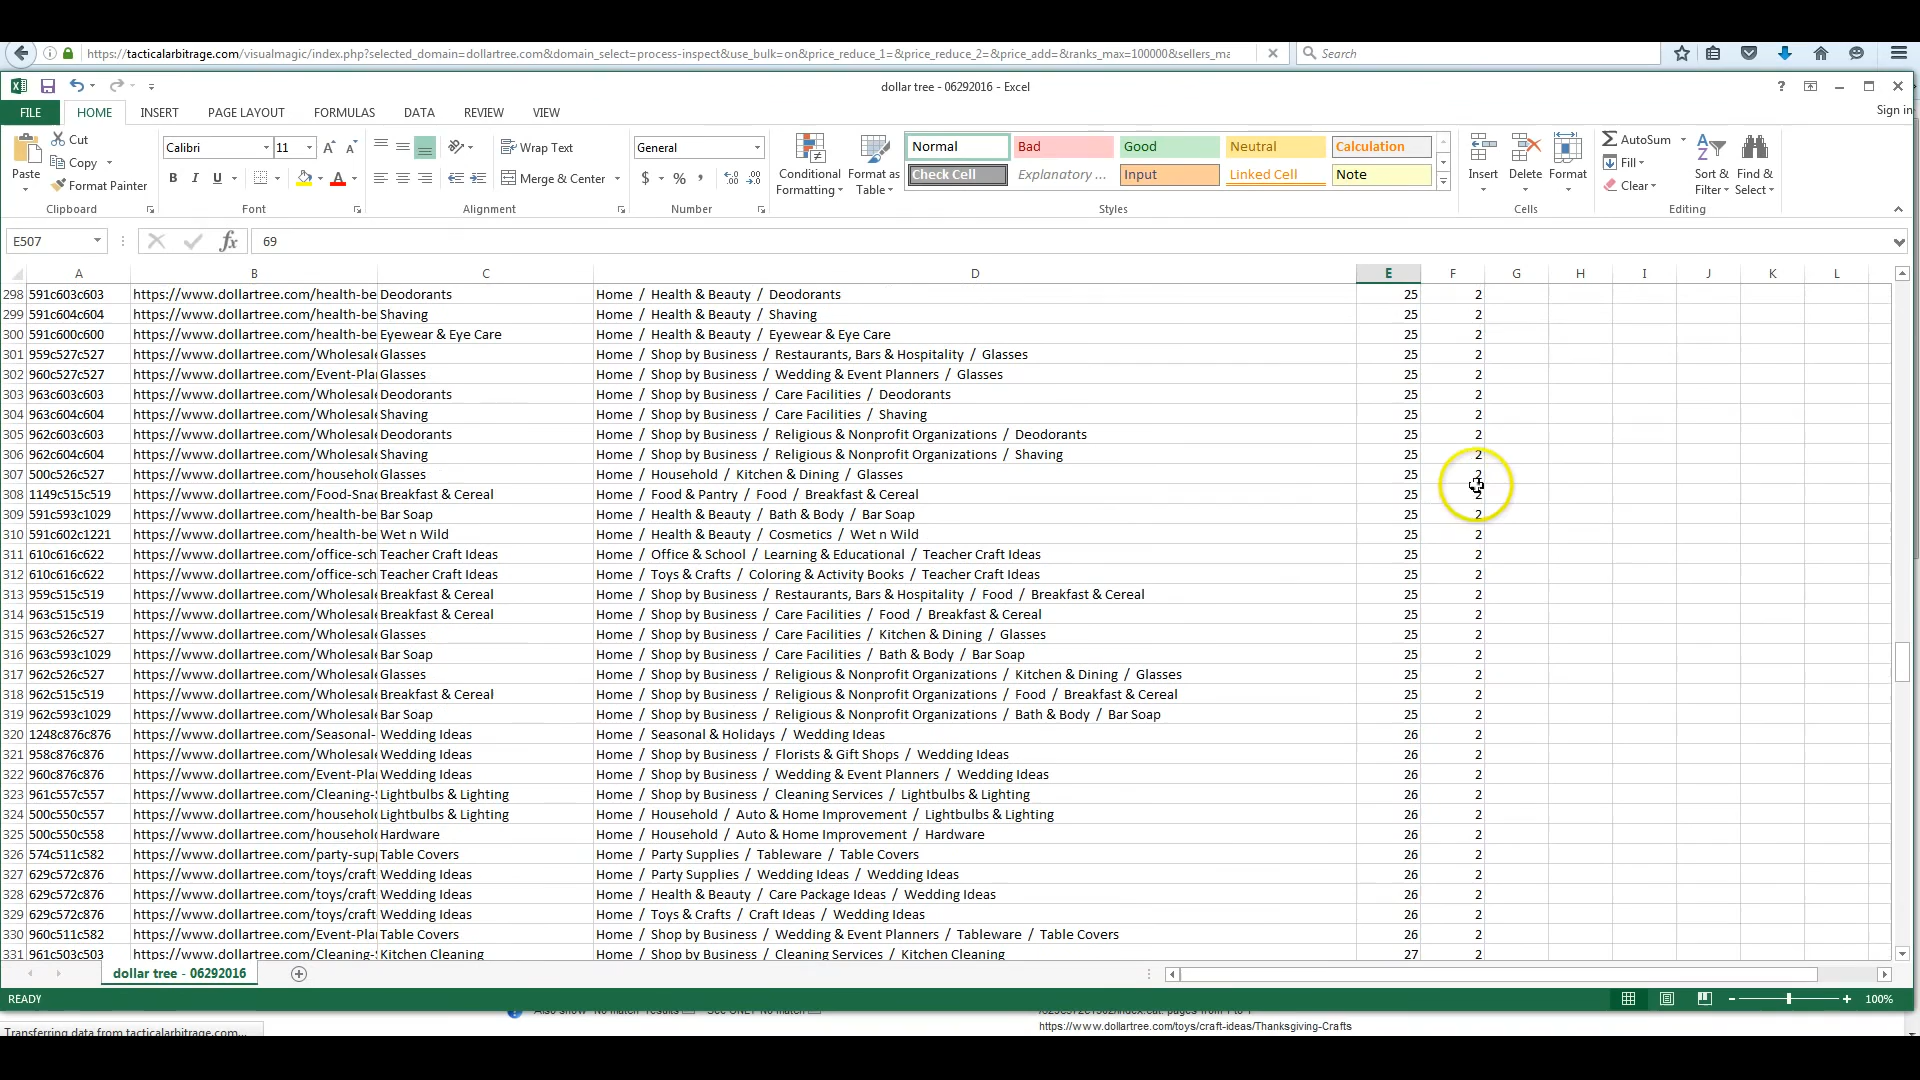 https://tacticalarbitrage.com/visualmagic/index.php?selected_domain=dollartree.com&domain_select=process-inspect&use_bulk=on&price_reduce_1=&price_reduce_2=&price_add=&ranks_max=100000&sellers_ma Search
dollar tree - 06292016 - Excel
FILE HOME INSERT PAGE LAYOUT FORMULAS DATA REVIEW VIEW Sign in
Paste Cut Copy Format Painter Clipboard
Calibri 11 B I U Font
Wrap Text Merge & Center Alignment
General $ % , Number
Conditional Formatting Format as Table
Normal Bad Good Neutral Calculation
Check Cell Explanatory ... Input Linked Cell Note
Styles
Insert Delete Format Cells
AutoSum Fill Clear Sort & Filter Find & Select Editing
E507 fx 69
A B C D E F G H I J K L
298 591c603c603 https://www.dollartree.com/health-be Deodorants Home / Health & Beauty / Deodorants 25 2
299 591c604c604 https://www.dollartree.com/health-be Shaving Home / Health & Beauty / Shaving 25 2
300 591c600c600 https://www.dollartree.com/health-be Eyewear & Eye Care Home / Health & Beauty / Eyewear & Eye Care 25 2
301 959c527c527 https://www.dollartree.com/Wholesale Glasses Home / Shop by Business / Restaurants, Bars & Hospitality / Glasses 25 2
302 960c527c527 https://www.dollartree.com/Event-Pla Glasses Home / Shop by Business / Wedding & Event Planners / Glasses 25 2
303 963c603c603 https://www.dollartree.com/Wholesale Deodorants Home / Shop by Business / Care Facilities / Deodorants 25 2
304 963c604c604 https://www.dollartree.com/Wholesale Shaving Home / Shop by Business / Care Facilities / Shaving 25 2
305 962c603c603 https://www.dollartree.com/Wholesale Deodorants Home / Shop by Business / Religious & Nonprofit Organizations / Deodorants 25 2
306 962c604c604 https://www.dollartree.com/Wholesale Shaving Home / Shop by Business / Religious & Nonprofit Organizations / Shaving 25 2
307 500c526c527 https://www.dollartree.com/household Glasses Home / Household / Kitchen & Dining / Glasses 25 2
308 1149c515c519 https://www.dollartree.com/Food-Snac Breakfast & Cereal Home / Food & Pantry / Food / Breakfast & Cereal 25 2
309 591c593c1029 https://www.dollartree.com/health-be Bar Soap Home / Health & Beauty / Bath & Body / Bar Soap 25 2
310 591c602c1221 https://www.dollartree.com/health-be Wet n Wild Home / Health & Beauty / Cosmetics / Wet n Wild 25 2
311 610c616c622 https://www.dollartree.com/office-sch Teacher Craft Ideas Home / Office & School / Learning & Educational / Teacher Craft Ideas 25 2
312 610c616c622 https://www.dollartree.com/office-sch Teacher Craft Ideas Home / Toys & Crafts / Coloring & Activity Books / Teacher Craft Ideas 25 2
313 959c515c519 https://www.dollartree.com/Wholesale Breakfast & Cereal Home / Shop by Business / Restaurants, Bars & Hospitality / Food / Breakfast & Cereal 25 2
314 963c515c519 https://www.dollartree.com/Wholesale Breakfast & Cereal Home / Shop by Business / Care Facilities / Food / Breakfast & Cereal 25 2
315 963c526c527 https://www.dollartree.com/Wholesale Glasses Home / Shop by Business / Care Facilities / Kitchen & Dining / Glasses 25 2
316 963c593c1029 https://www.dollartree.com/Wholesale Bar Soap Home / Shop by Business / Care Facilities / Bath & Body / Bar Soap 25 2
317 962c526c527 https://www.dollartree.com/Wholesale Glasses Home / Shop by Business / Religious & Nonprofit Organizations / Kitchen & Dining / Glasses 25 2
318 962c515c519 https://www.dollartree.com/Wholesale Breakfast & Cereal Home / Shop by Business / Religious & Nonprofit Organizations / Food / Breakfast & Cereal 25 2
319 962c593c1029 https://www.dollartree.com/Wholesale Bar Soap Home / Shop by Business / Religious & Nonprofit Organizations / Bath & Body / Bar Soap 25 2
320 1248c876c876 https://www.dollartree.com/Seasonal- Wedding Ideas Home / Seasonal & Holidays / Wedding Ideas 26 2
321 958c876c876 https://www.dollartree.com/Wholesale Wedding Ideas Home / Shop by Business / Florists & Gift Shops / Wedding Ideas 26 2
322 960c876c876 https://www.dollartree.com/Event-Pla Wedding Ideas Home / Shop by Business / Wedding & Event Planners / Wedding Ideas 26 2
323 961c557c557 https://www.dollartree.com/Cleaning-S Lightbulbs & Lighting Home / Shop by Business / Cleaning Services / Lightbulbs & Lighting 26 2
324 500c550c557 https://www.dollartree.com/household Lightbulbs & Lighting Home / Household / Auto & Home Improvement / Lightbulbs & Lighting 26 2
325 500c550c558 https://www.dollartree.com/household Hardware Home / Household / Auto & Home Improvement / Hardware 26 2
326 574c511c582 https://www.dollartree.com/party-sup Table Covers Home / Party Supplies / Tableware / Table Covers 26 2
327 629c572c876 https://www.dollartree.com/toys/craft Wedding Ideas Home / Party Supplies / Wedding Ideas / Wedding Ideas 26 2
328 629c572c876 https://www.dollartree.com/toys/craft Wedding Ideas Home / Health & Beauty / Care Package Ideas / Wedding Ideas 26 2
329 629c572c876 https://www.dollartree.com/toys/craft Wedding Ideas Home / Toys & Crafts / Craft Ideas / Wedding Ideas 26 2
330 960c511c582 https://www.dollartree.com/Event-Pla Table Covers Home / Shop by Business / Wedding & Event Planners / Tableware / Table Covers 26 2
331 961c503c503 https://www.dollartree.com/Cleaning-S Kitchen Cleaning Home / Shop by Business / Cleaning Services / Kitchen Cleaning 27 2
dollar tree - 06292016
READY 100%
Transferring data from tacticalarbitrage.com...
https://www.dollartree.com/toys/craft-ideas/Thanksgiving-Crafts